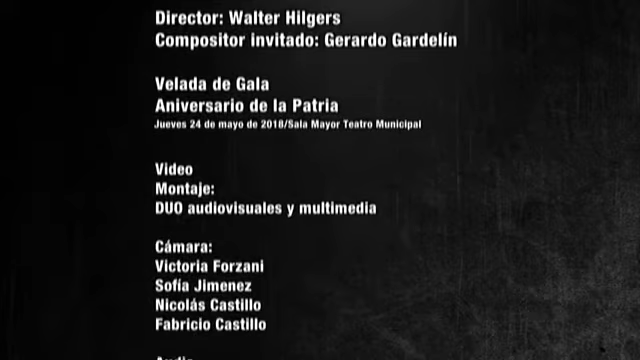 Director: Walter Hilgers
Compositor invitado: Gerardo Gardelín
Velada de Gala
Aniversario de la Patria
Jueves 24 de mayo de 2018/Sala Mayor Teatro Municipal
Video
Montaje:
DUO audiovisuales y multimedia
Cámara:
Victoria Forzani
Sofía Jimenez
Nicolás Castillo
Fabricio Castillo